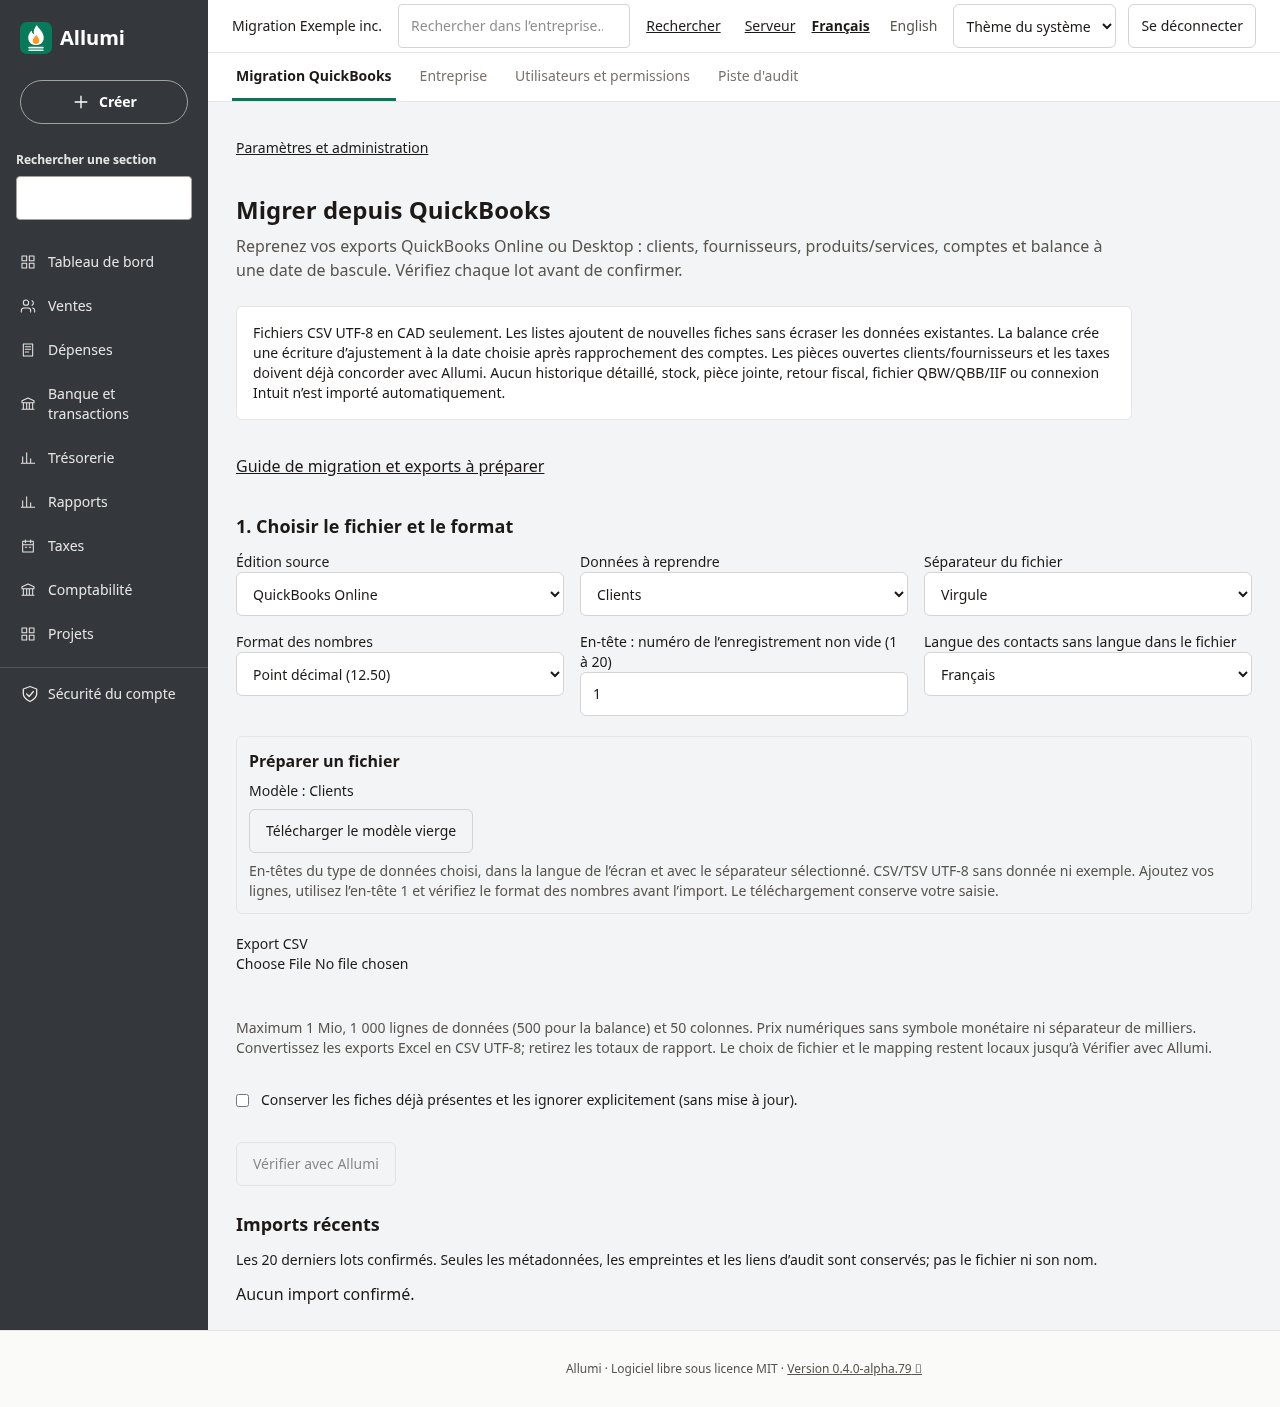 Allumi
Créer
Rechercher une section
Tableau de bord
Ventes
Dépenses
Banque et
transactions
Trésorerie
Rapports
Taxes
Comptabilité
Projets
Sécurité du compte
Migration Exemple inc.
Rechercher dans l’entreprise..
Rechercher
Serveur
Français
English
Thème du système
Se déconnecter
Migration QuickBooks
Entreprise
Utilisateurs et permissions
Piste d'audit
Paramètres et administration
Migrer depuis QuickBooks
Reprenez vos exports QuickBooks Online ou Desktop : clients, fournisseurs, produits/services, comptes et balance à
une date de bascule. Vérifiez chaque lot avant de confirmer.
Fichiers CSV UTF-8 en CAD seulement. Les listes ajoutent de nouvelles fiches sans écraser les données existantes. La balance crée
une écriture d’ajustement à la date choisie après rapprochement des comptes. Les pièces ouvertes clients/fournisseurs et les taxes
doivent déjà concorder avec Allumi. Aucun historique détaillé, stock, pièce jointe, retour fiscal, fichier QBW/QBB/IIF ou connexion
Intuit n’est importé automatiquement.
Guide de migration et exports à préparer
1. Choisir le fichier et le format
Édition source
Données à reprendre
Séparateur du fichier
QuickBooks Online
Clients
Virgule
Format des nombres
En-tête : numéro de l’enregistrement non vide (1
à 20)
Langue des contacts sans langue dans le fichier
Point décimal (12.50)
1
Français
Préparer un fichier
Modèle : Clients
Télécharger le modèle vierge
En-têtes du type de données choisi, dans la langue de l’écran et avec le séparateur sélectionné. CSV/TSV UTF-8 sans donnée ni exemple. Ajoutez vos
lignes, utilisez l’en-tête 1 et vérifiez le format des nombres avant l’import. Le téléchargement conserve votre saisie.
Export CSV
Choose File No file chosen
Maximum 1 Mio, 1 000 lignes de données (500 pour la balance) et 50 colonnes. Prix numériques sans symbole monétaire ni séparateur de milliers.
Convertissez les exports Excel en CSV UTF-8; retirez les totaux de rapport. Le choix de fichier et le mapping restent locaux jusqu’à Vérifier avec Allumi.
Conserver les fiches déjà présentes et les ignorer explicitement (sans mise à jour).
Vérifier avec Allumi
Imports récents
Les 20 derniers lots confirmés. Seules les métadonnées, les empreintes et les liens d’audit sont conservés; pas le fichier ni son nom.
Aucun import confirmé.
Allumi · Logiciel libre sous licence MIT · Version 0.4.0-alpha.79